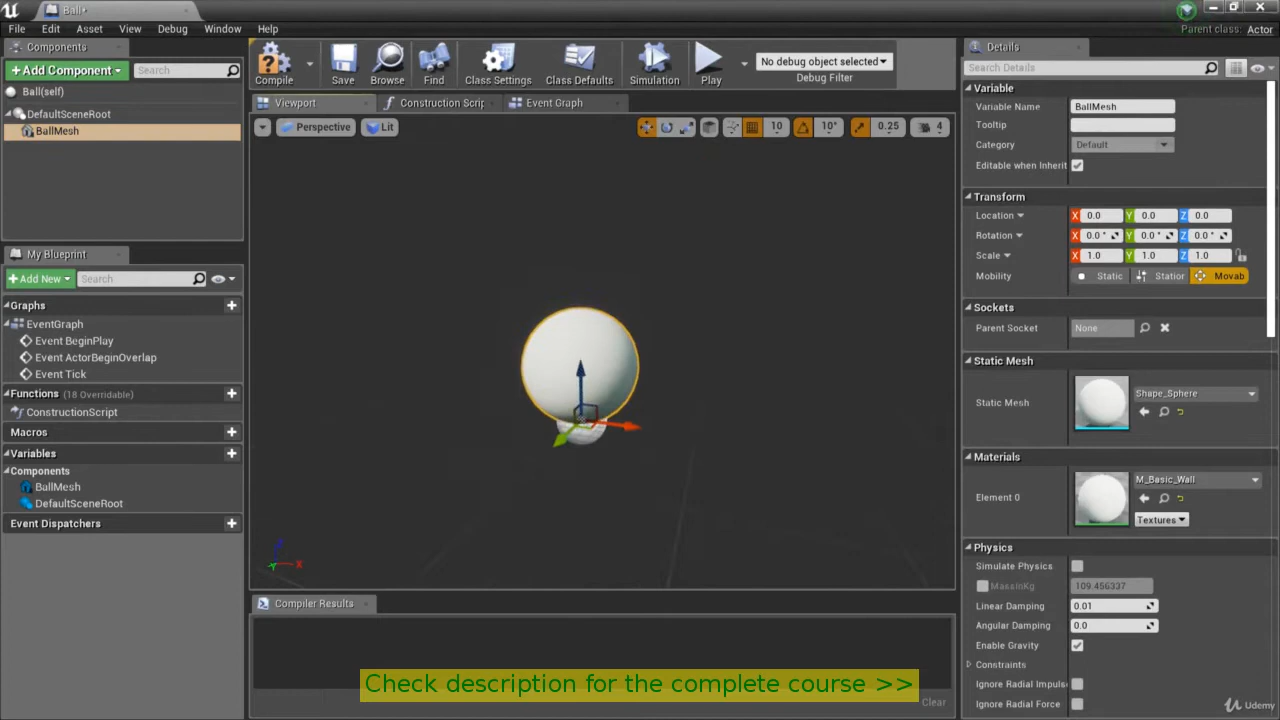 Ball•
Parent class: Actor
File Edit Asset View Debug Window Help
Components
+ Add Component Search
Ball(self)
DefaultSceneRoot
BallMesh
Compile Save Browse Find Class Settings Class Defaults Simulation Play
No debug object selected
Debug Filter
Viewport Construction Scrip Event Graph
Perspective Lit
10 10° 0.25 4
My Blueprint
+ Add New Search
Graphs
EventGraph
Event BeginPlay
Event ActorBeginOverlap
Event Tick
Functions (18 Overridable)
ConstructionScript
Macros
Variables
Components
BallMesh
DefaultSceneRoot
Event Dispatchers
X
X
Compiler Results
Clear
Details
Search Details
Variable
Variable Name BallMesh
Tooltip
Category Default
Editable when Inherit
Transform
Location X 0.0 Y 0.0 Z 0.0
Rotation X 0.0 ° Y 0.0 ° Z 0.0 °
Scale X 1.0 Y 1.0 Z 1.0
Mobility Static Station Movab
Sockets
Parent Socket None
Static Mesh
Static Mesh Shape_Sphere
Materials
Element 0 M_Basic_Wall
Textures
Physics
Simulate Physics
MassInKg 109.456337
Linear Damping 0.01
Angular Damping 0.0
Enable Gravity
Constraints
Ignore Radial Impuls
Ignore Radial Force
Check description for the complete course >>
Udemy